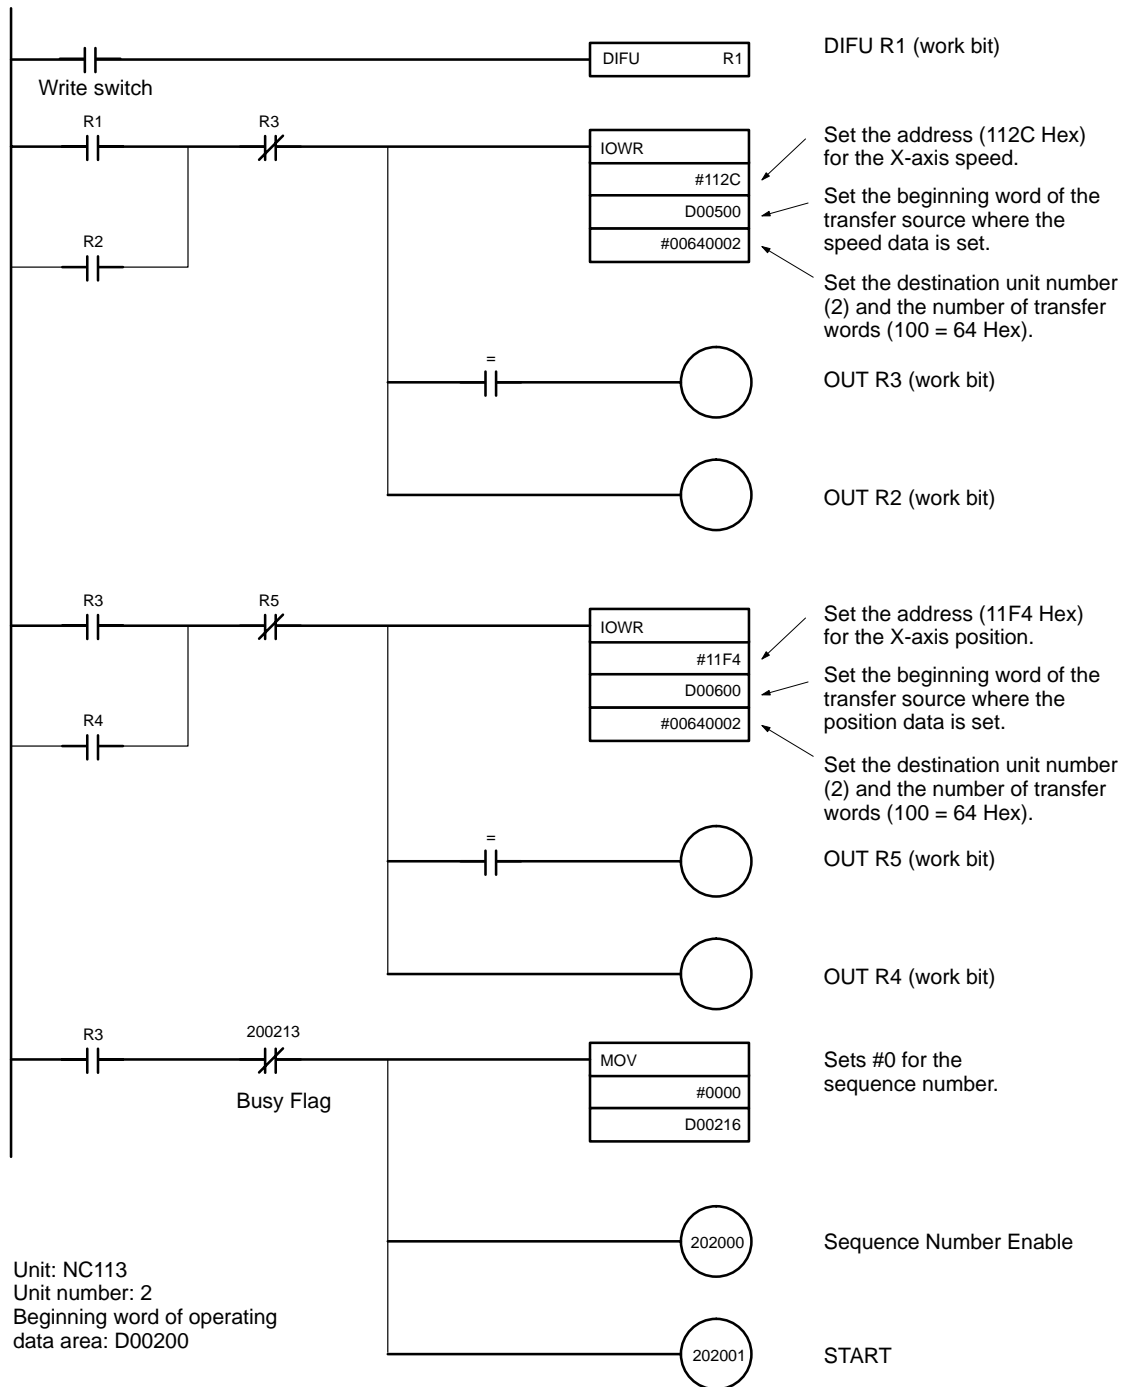 DIFU R1
DIFU R1 (work bit)
Write switch
R1
R3
R2
IOWR
#112C
D00500
#00640002
Set the address (112C Hex)
for the X-axis speed.
Set the beginning word of the
transfer source where the
speed data is set.
Set the destination unit number
(2) and the number of transfer
words (100 = 64 Hex).
=
OUT R3 (work bit)
OUT R2 (work bit)
R3
R5
R4
IOWR
#11F4
D00600
#00640002
Set the address (11F4 Hex)
for the X-axis position.
Set the beginning word of the
transfer source where the
position data is set.
Set the destination unit number
(2) and the number of transfer
words (100 = 64 Hex).
=
OUT R5 (work bit)
OUT R4 (work bit)
R3
200213
Busy Flag
MOV
#0000
D00216
Sets #0 for the
sequence number.
202000
Sequence Number Enable
Unit: NC113
Unit number: 2
Beginning word of operating
data area: D00200
202001
START